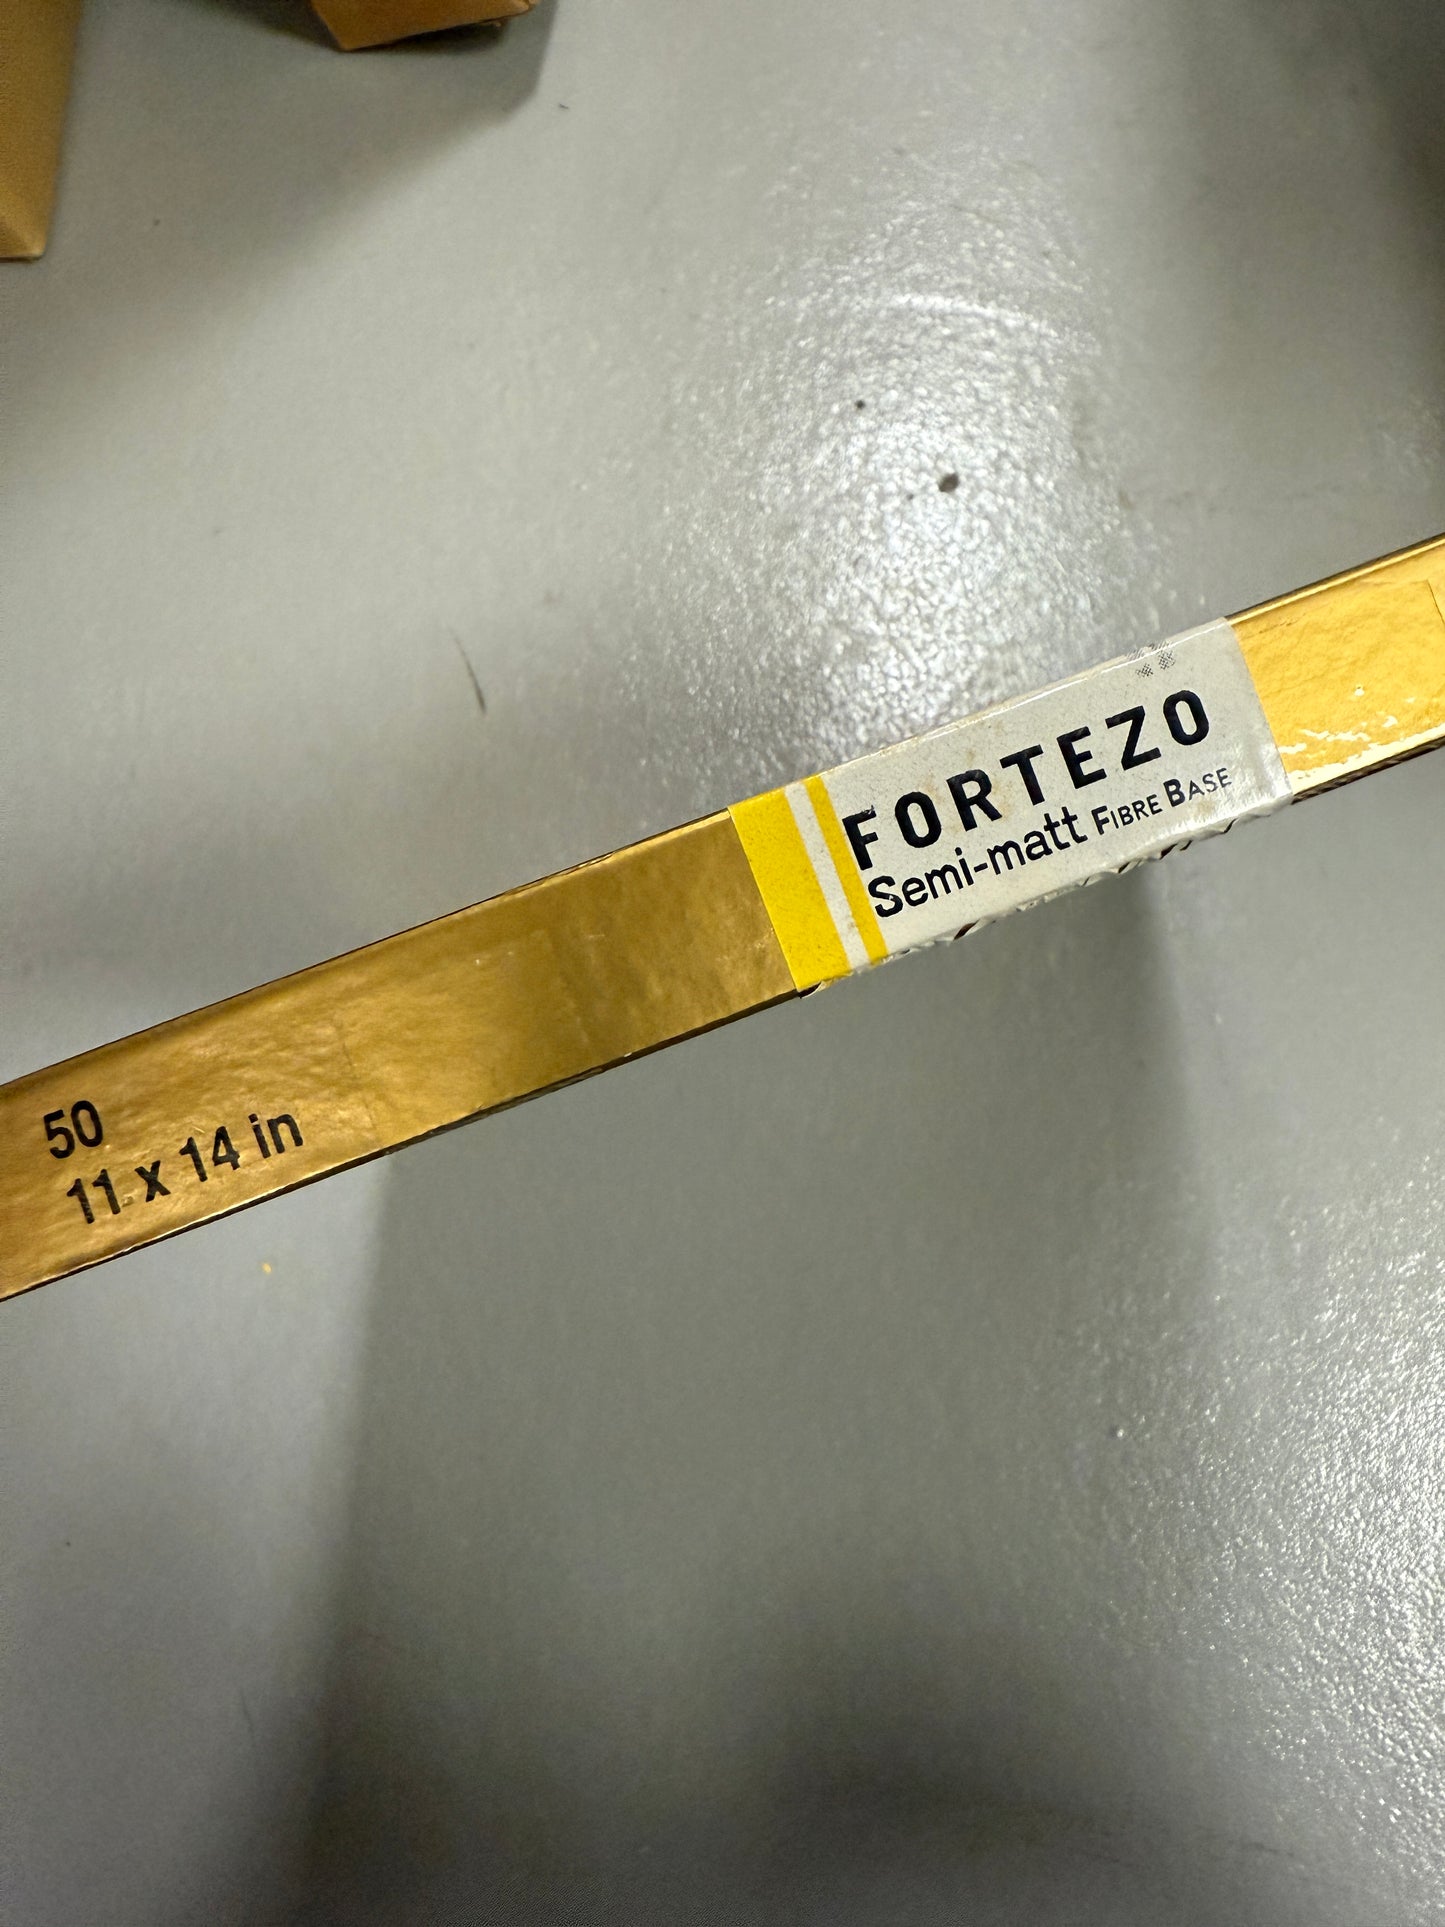 FORTEZO
Semi-matt FIBRE BASE
50
11 x 14 in